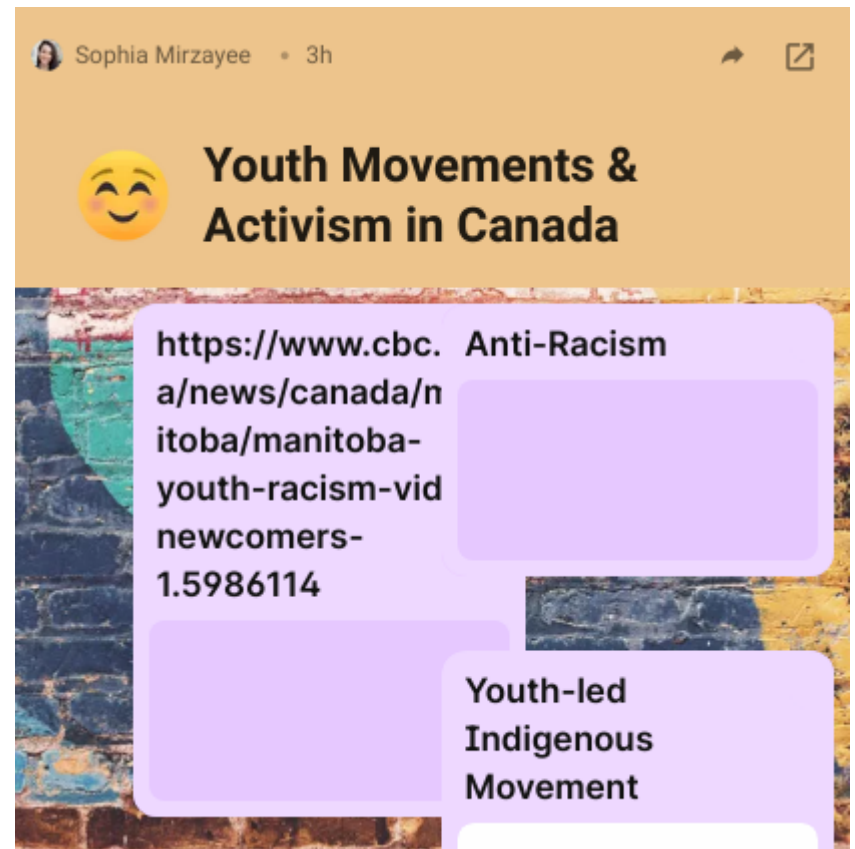 Sophia Mirzayee • 3h
Youth Movements &
Activism in Canada
https://www.cbc.
a/news/canada/m
itoba/manitoba-
youth-racism-vid
newcomers-
1.5986114
Anti-Racism
Youth-led
Indigenous
Movement